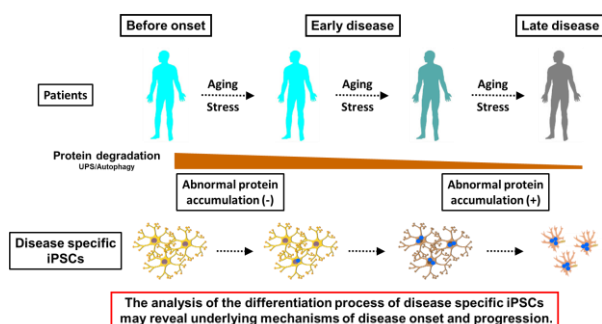 Before onset
Early disease
Late disease
Patients
Aging
Stress
Aging
Stress
Aging
Stress
Protein degradation
UPS/Autophagy
Abnormal protein
accumulation (-)
Abnormal protein
accumulation (+)
Disease specific
iPSCs
The analysis of the differentiation process of disease specific iPSCs
may reveal underlying mechanisms of disease onset and progression.